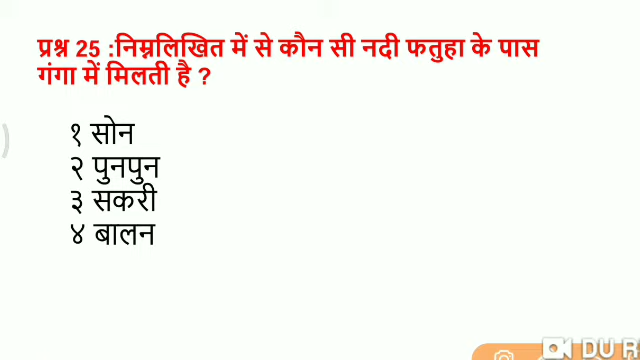 प्रश्न 25 :निम्नलिखित में से कौन सी नदी फतुहा के पास
गंगा में मिलती है ?
१ सोन
२ पुनपुन
३ सकरी
४ बालन
DU R